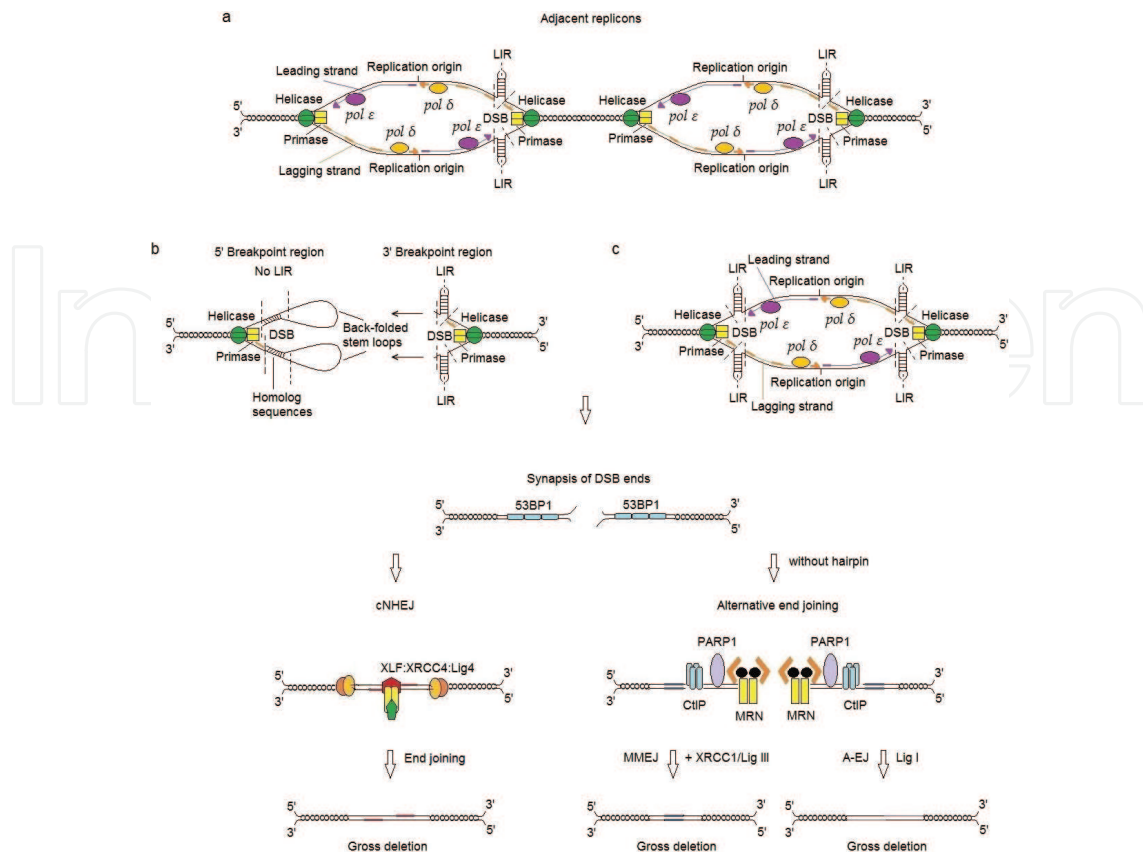 a
Adjacent replicons
LIR
LIR
Leading strand
Replication origin
Replication origin
5'
3'
Helicase
pol ε
pol δ
DSB
Helicase
pol ε
pol δ
DSB
Helicase
3'
5'
Primase
pol δ
pol ε
Primase
pol δ
pol ε
Primase
Lagging strand
Replication origin
Replication origin
LIR
LIR
b
5' Breakpoint region
3' Breakpoint region
No LIR
LIR
Helicase
DSB
Back-folded
stem loops
Helicase
DSB
5'
3'
3'
5'
Primase
Primase
Homolog
sequences
LIR
c
Leading strand
LIR
LIR
Replication origin
5'
3'
Helicase
DSB
pol ε
pol δ
DSB
Helicase
3'
5'
Primase
pol δ
pol ε
Primase
Replication origin
LIR
LIR
Lagging strand
Synapsis of DSB ends
5'
3'
53BP1
53BP1
3'
5'
without hairpin
cNHEJ
Alternative end joining
PARP1
PARP1
XLF:XRCC4:Lig4
5'
3'
3'
5'
5'
3'
CtIP
MRN
MRN
CtIP
3'
5'
End joining
MMEJ
+ XRCC1/Lig III
A-EJ
Lig I
5'
3'
3'
5'
5'
3'
3'
5'
5'
3'
3'
5'
Gross deletion
Gross deletion
Gross deletion